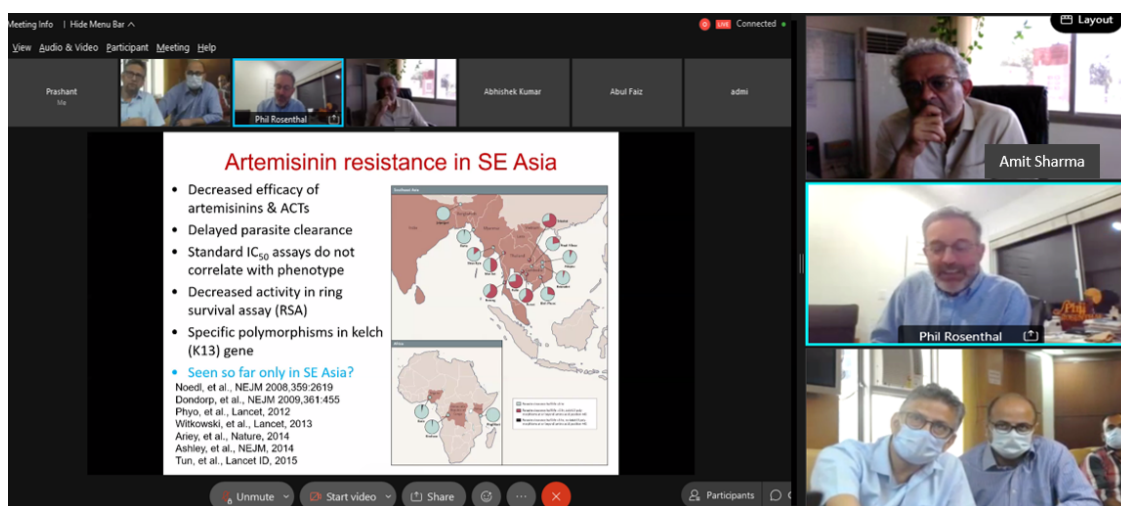 Meeting Info | Hide Menu Bar
LIVE Connected
View Audio & Video Participant Meeting Help
Prashant
Me
Phil Rosenthal
Abhishek Kumar
Abul Faiz
admi
Artemisinin resistance in SE Asia
• Decreased efficacy of
artemisinins & ACTs
• Delayed parasite clearance
• Standard IC50 assays do not
correlate with phenotype
• Decreased activity in ring
survival assay (RSA)
• Specific polymorphisms in kelch
(K13) gene
• Seen so far only in SE Asia?
Noedl, et al., NEJM 2008,359:2619
Dondorp, et al., NEJM 2009,361:455
Phyo, et al., Lancet, 2012
Witkowski, et al., Lancet, 2013
Ariey, et al., Nature, 2014
Ashley, et al., NEJM, 2014
Tun, et al., Lancet ID, 2015
Unmute
Start video
Share
Participants
Layout
Amit Sharma
Phil Rosenthal